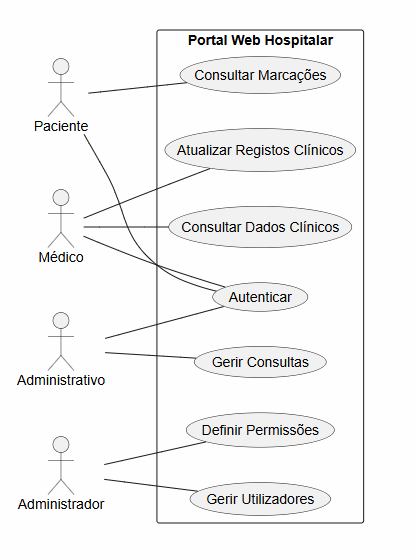 Portal Web Hospitalar
Consultar Marcações
Paciente
Atualizar Registos Clínicos
Consultar Dados Clínicos
Médico
Autenticar
Gerir Consultas
Administrativo
Definir Permissões
Gerir Utilizadores
Administrador